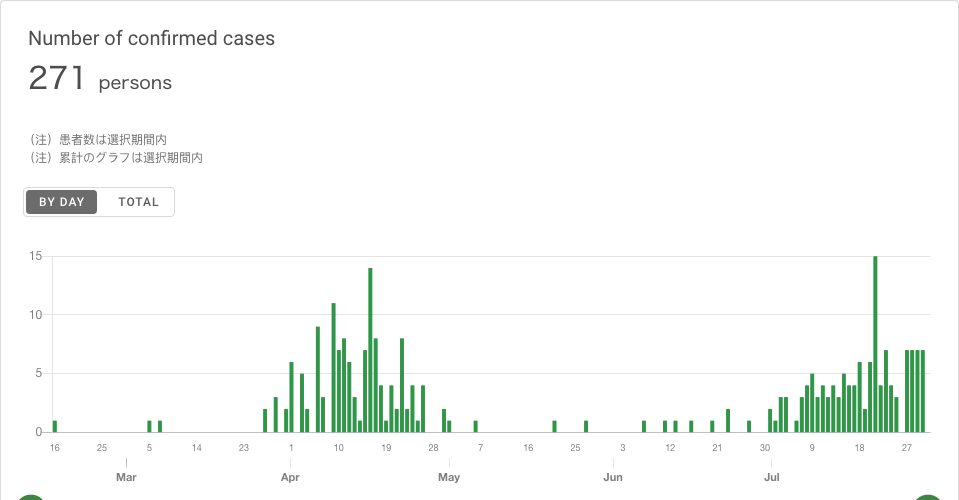 Number of confirmed cases
271 persons
（注）患者数は選択期間内
（注）累計のグラフは選択期間内
BY DAY TOTAL
15
10
5
0
16 25 5 14 23 1 10 19 28 7 16 25 3 12 21 30 9 18 27
Mar Apr May Jun Jul